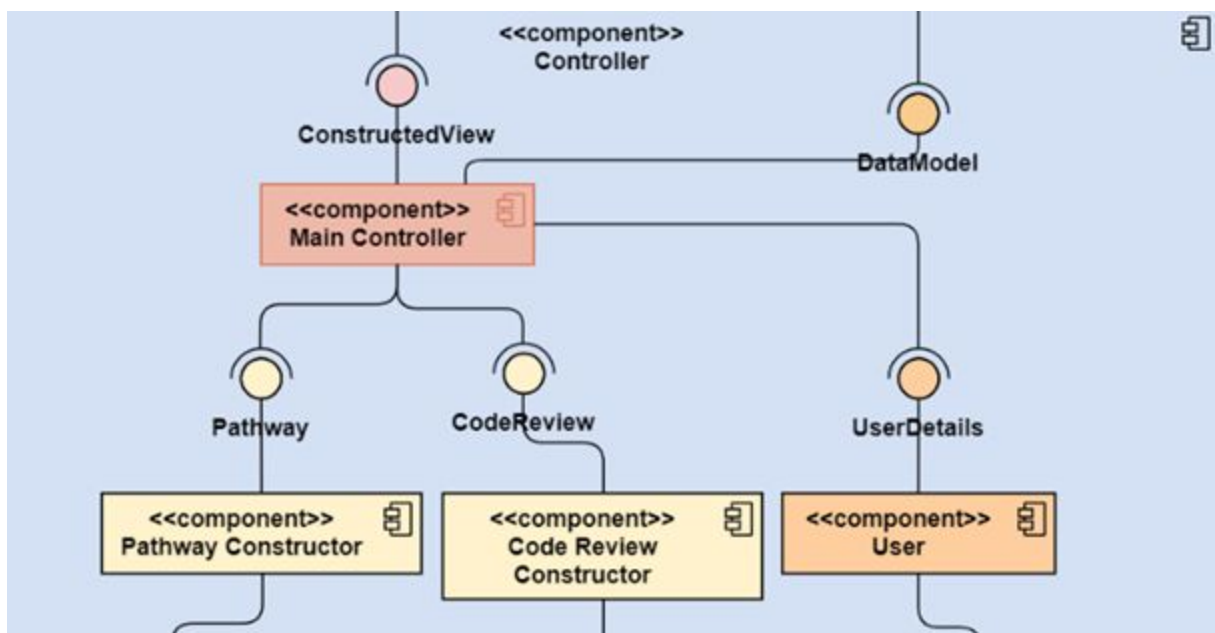 <<component>>
Controller
ConstructedView
DataModel
<<component>>
Main Controller
Pathway
CodeReview
UserDetails
<<component>>
Pathway Constructor
<<component>>
Code Review
Constructor
<<component>>
User